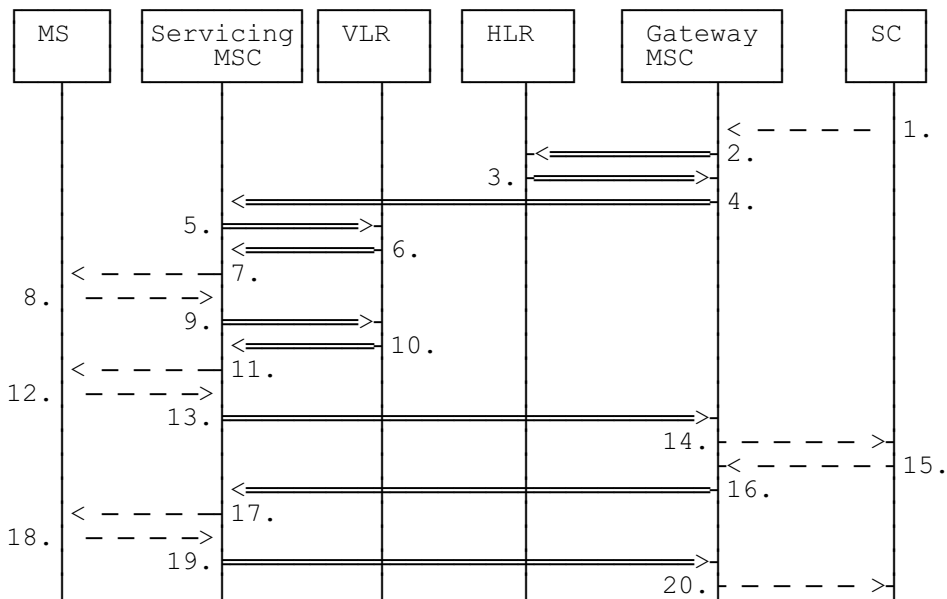 MS
Servicing
MSC
VLR
HLR
Gateway
MSC
SC
1.
2.
3.
4.
5.
6.
7.
8.
9.
10.
11.
12.
13.
14.
15.
16.
17.
18.
19.
20.